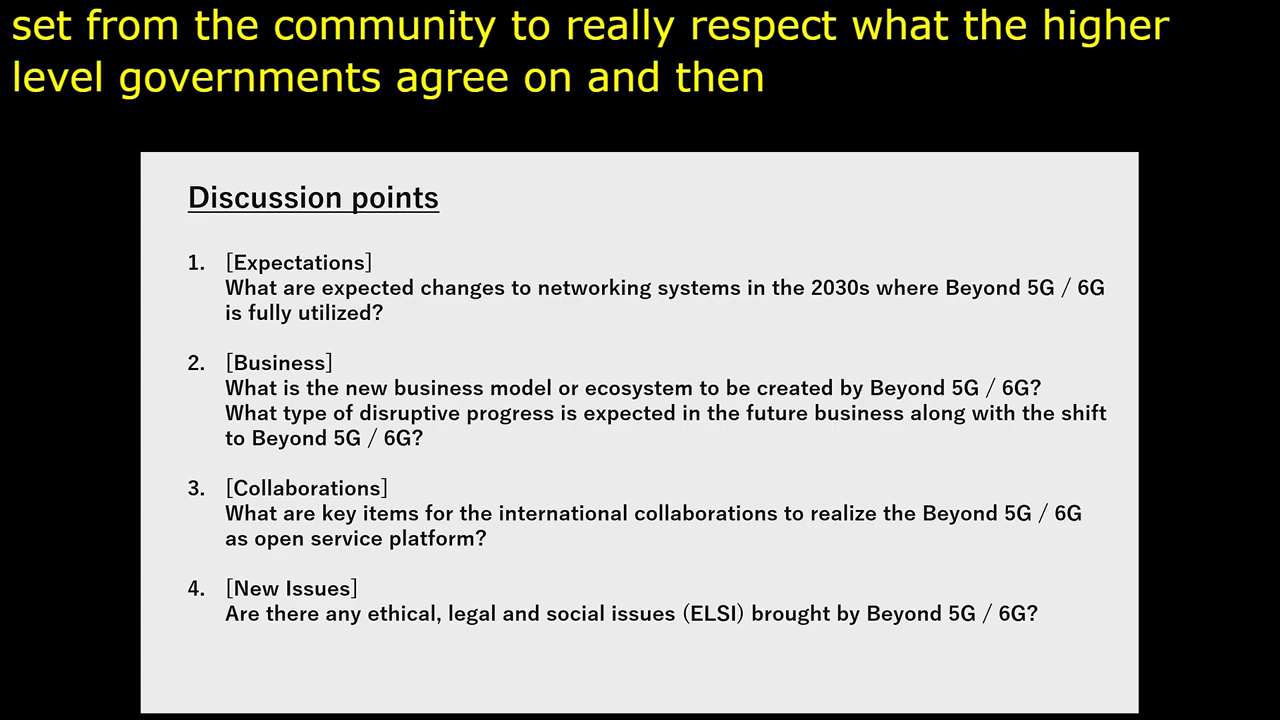 set from the community to really respect what the higher
level governments agree on and then
Discussion points
1. [Expectations]
What are expected changes to networking systems in the 2030s where Beyond 5G / 6G
is fully utilized?
2. [Business]
What is the new business model or ecosystem to be created by Beyond 5G / 6G?
What type of disruptive progress is expected in the future business along with the shift
to Beyond 5G / 6G?
3. [Collaborations]
What are key items for the international collaborations to realize the Beyond 5G / 6G
as open service platform?
4. [New Issues]
Are there any ethical, legal and social issues (ELSI) brought by Beyond 5G / 6G?